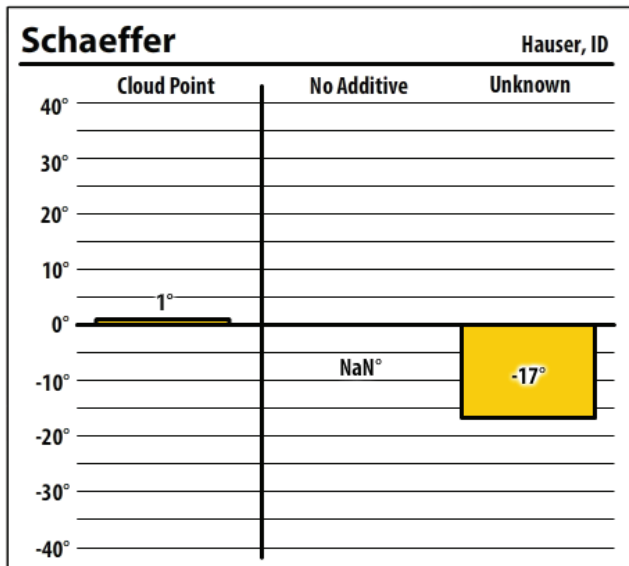 Schaeffer
Hauser, ID
Cloud Point
No Additive
Unknown
40°
30°
20°
10°
1°
0°
NaN°
-17°
-10°
-20°
-30°
-40°